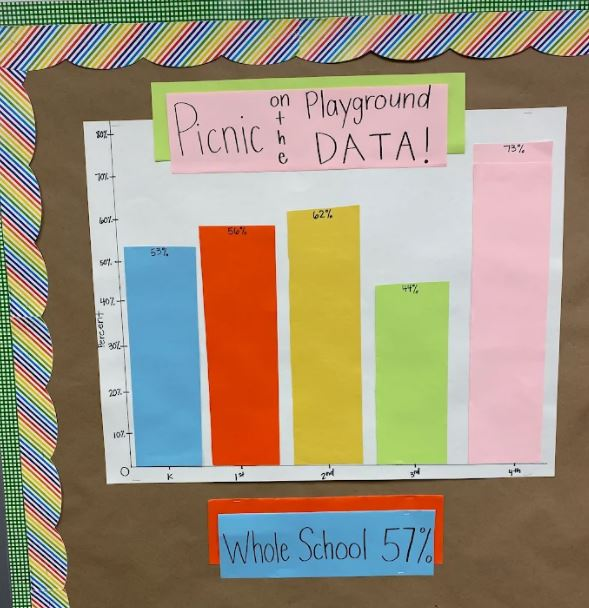 Picnic on the Playground
DATA!
80%
70%
60%
50%
40%
30%
20%
10%
0
Percent
53%
56%
62%
44%
73%
K
1st
2nd
3rd
4th
Whole School 57%